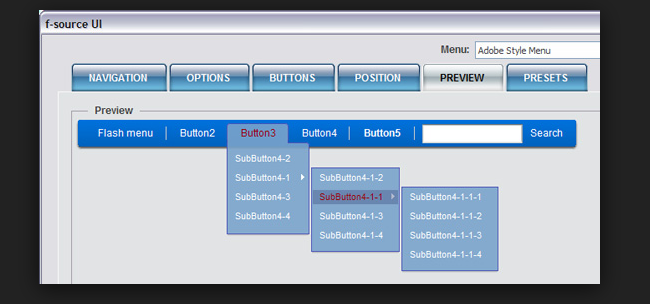 f-source UI
Menu: Adobe Style Menu
NAVIGATION OPTIONS BUTTONS POSITION PREVIEW PRESETS
Preview
Flash menu Button2 Button3 Button4 Button5 Search
SubButton4-2
SubButton4-1 SubButton4-1-2
SubButton4-3 SubButton4-1-1 SubButton4-1-1-1
SubButton4-4 SubButton4-1-3 SubButton4-1-1-2
SubButton4-1-4 SubButton4-1-1-3
SubButton4-1-1-4